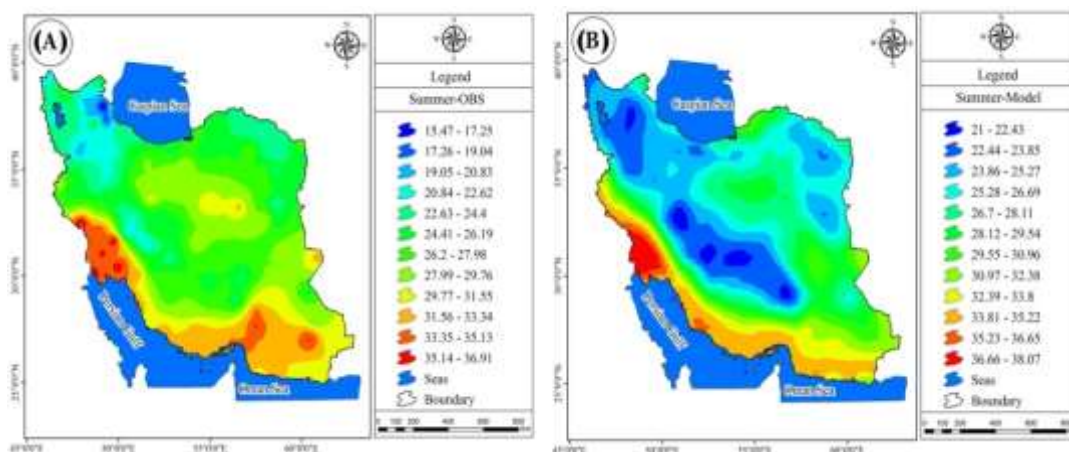 (A)
Legend
Summer-OBS
15.47 - 17.25
17.26 - 19.04
19.05 - 20.83
20.84 - 22.62
22.63 - 24.4
24.41 - 26.19
26.2 - 27.98
27.99 - 29.76
29.77 - 31.55
31.56 - 33.34
33.35 - 35.13
35.14 - 36.91
Seas
Boundary
Caspian Sea
Persian Gulf
Oman Sea
(B)
Legend
Summer-Model
21 - 22.43
22.44 - 23.85
23.86 - 25.27
25.28 - 26.69
26.7 - 28.11
28.12 - 29.54
29.55 - 30.96
30.97 - 32.38
32.39 - 33.8
33.81 - 35.22
35.23 - 36.65
36.66 - 38.07
Seas
Boundary
Caspian Sea
Persian Gulf
Oman Sea